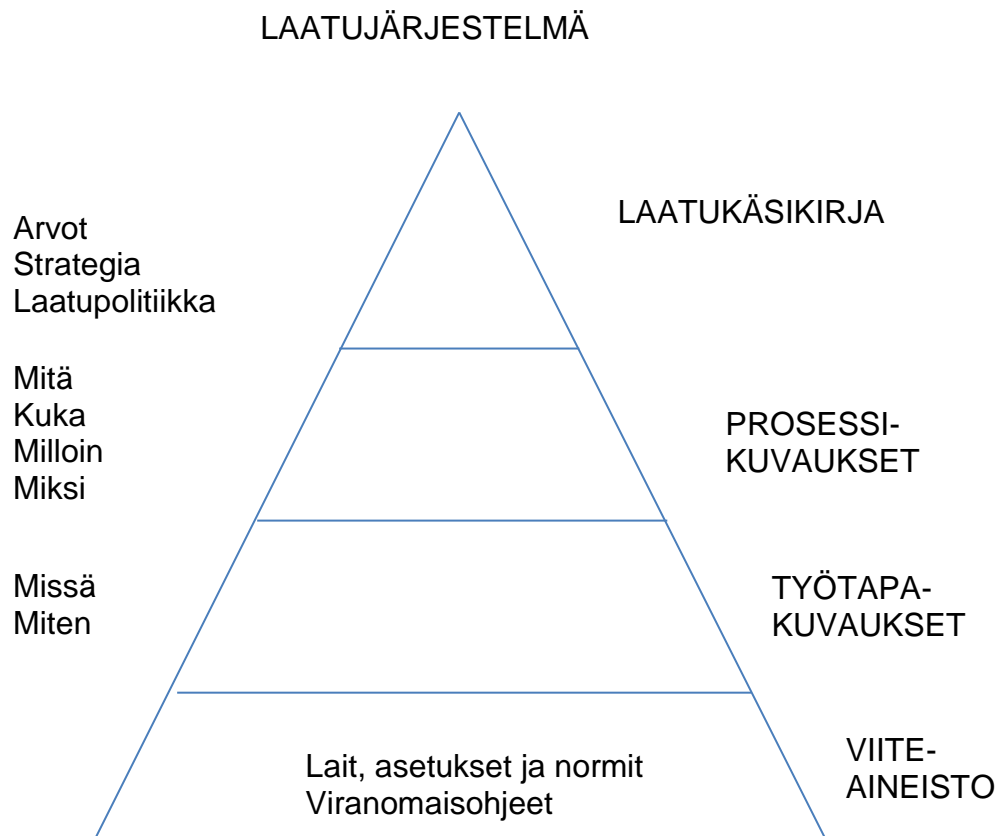 LAATUJÄRJESTELMÄ
LAATUKÄSIKIRJA
Arvot
Strategia
Laatupolitiikka
Mitä
Kuka
Milloin
Miksi
PROSESSI-
KUVAUKSET
Missä
Miten
TYÖTAPA-
KUVAUKSET
Lait, asetukset ja normit
Viranomaisohjeet
VIITE-
AINEISTO